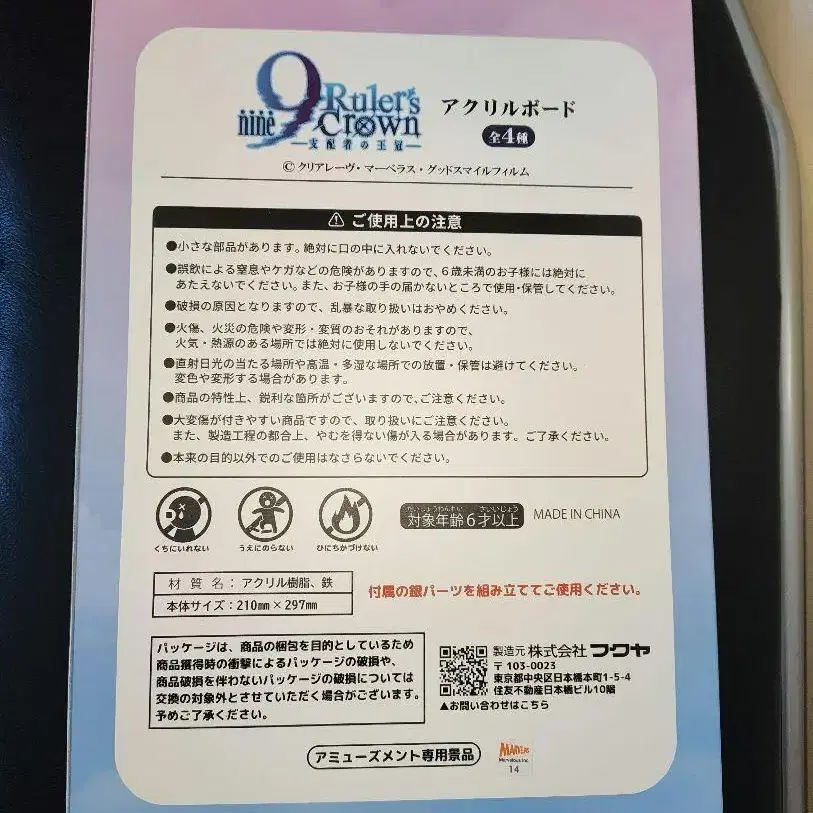 9
nine
Ruler's
Crown
支配者の王冠
アクリルボード
全4種
©クリアレーヴ・マーベラス・グッドスマイルフィルム
ご使用上の注意
●小さな部品があります。絶対に口の中に入れないでください。
●誤飲による窒息やケガなどの危険がありますので、6歳未満のお子様には絶対に
あたえないでください。また、お子様の手の届かないところで使用・保管してください。
●破損の原因となりますので、乱暴な取り扱いはおやめください。
●火傷、火災の危険や変形・変質のおそれがありますので、
火気・熱源のある場所では絶対に使用しないでください。
●直射日光の当たる場所や高温・多湿な場所での放置・保管は避けてください。
変色や変形する場合があります。
●商品の特性上、鋭利な箇所がございますので、ご注意ください。
●大変傷が付きやすい商品ですので、取り扱いにご注意ください。
また、製造工程の都合上、やむを得ない傷が入る場合があります。ご了承ください。
●本来の目的以外でのご使用はなさらないでください。
くちにいれない
うえにのらない
ひにちかづけない
たいしょうねんれい さいいじょう
対象年齢6才以上
MADE IN CHINA
材質名：アクリル樹脂、鉄
本体サイズ：210mm×297mm
付属の銀パーツを組み立ててご使用ください。
パッケージは、商品の梱包を目的としているため
商品獲得時の衝撃によるパッケージの破損や、
商品破損を伴わないパッケージの破損については
交換の対象外とさせていただく場合がございます。
予めご了承ください。
製造元 株式会社フクヤ
〒103-0023
東京都中央区日本橋本町1-5-4
住友不動産日本橋ビル10階
▲お問い合わせはこちら
アミューズメント専用景品
MARVELOUS
Marvelous Inc.
14